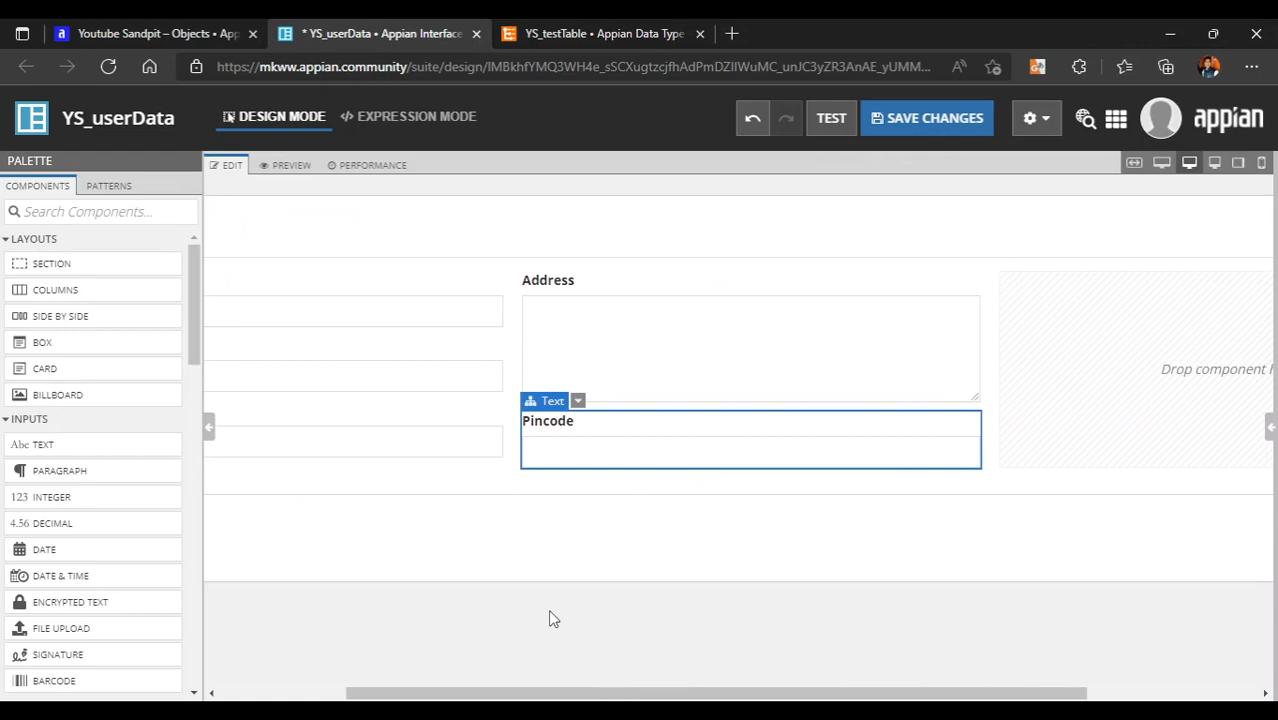 Youtube Sandpit – Objects • App
* YS_userData • Appian Interface
YS_testTable • Appian Data Type
https://mkww.appian.community/suite/design/lMBkhfYMQ3WH4e_sSCXugtzcjfhAdPmDZIIWuMC_unJC3yZR3AnAE_yUMM...
YS_userData
DESIGN MODE
EXPRESSION MODE
TEST
SAVE CHANGES
appian
PALETTE
EDIT
PREVIEW
PERFORMANCE
COMPONENTS
PATTERNS
Search Components...
LAYOUTS
SECTION
COLUMNS
SIDE BY SIDE
BOX
CARD
BILLBOARD
INPUTS
Abc TEXT
PARAGRAPH
123 INTEGER
4.56 DECIMAL
DATE
DATE & TIME
ENCRYPTED TEXT
FILE UPLOAD
SIGNATURE
BARCODE
Address
Text
Pincode
Drop component